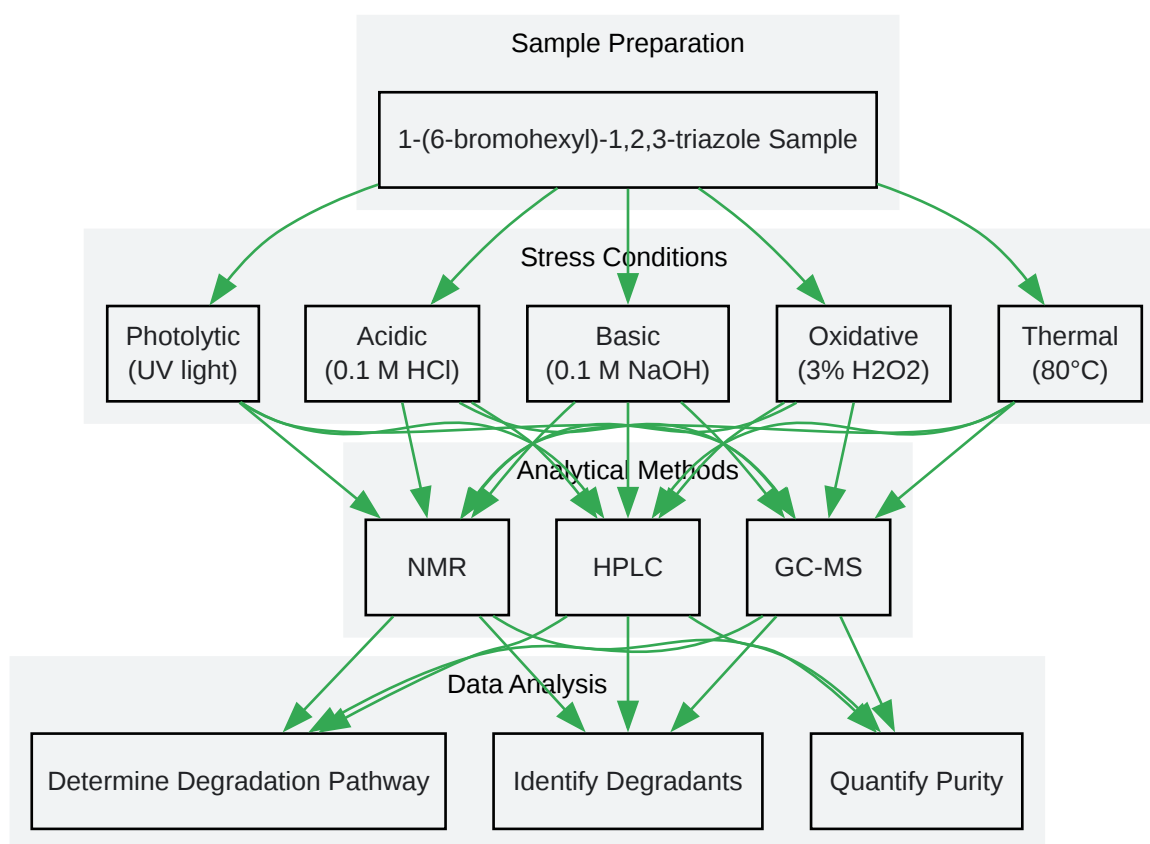 Sample Preparation
1-(6-bromohexyl)-1,2,3-triazole Sample
Stress Conditions
Photolytic
(UV light)
Acidic
(0.1 M HCl)
Basic
(0.1 M NaOH)
Oxidative
(3% H2O2)
Thermal
(80°C)
Analytical Methods
NMR
HPLC
GC-MS
Data Analysis
Determine Degradation Pathway
Identify Degradants
Quantify Purity